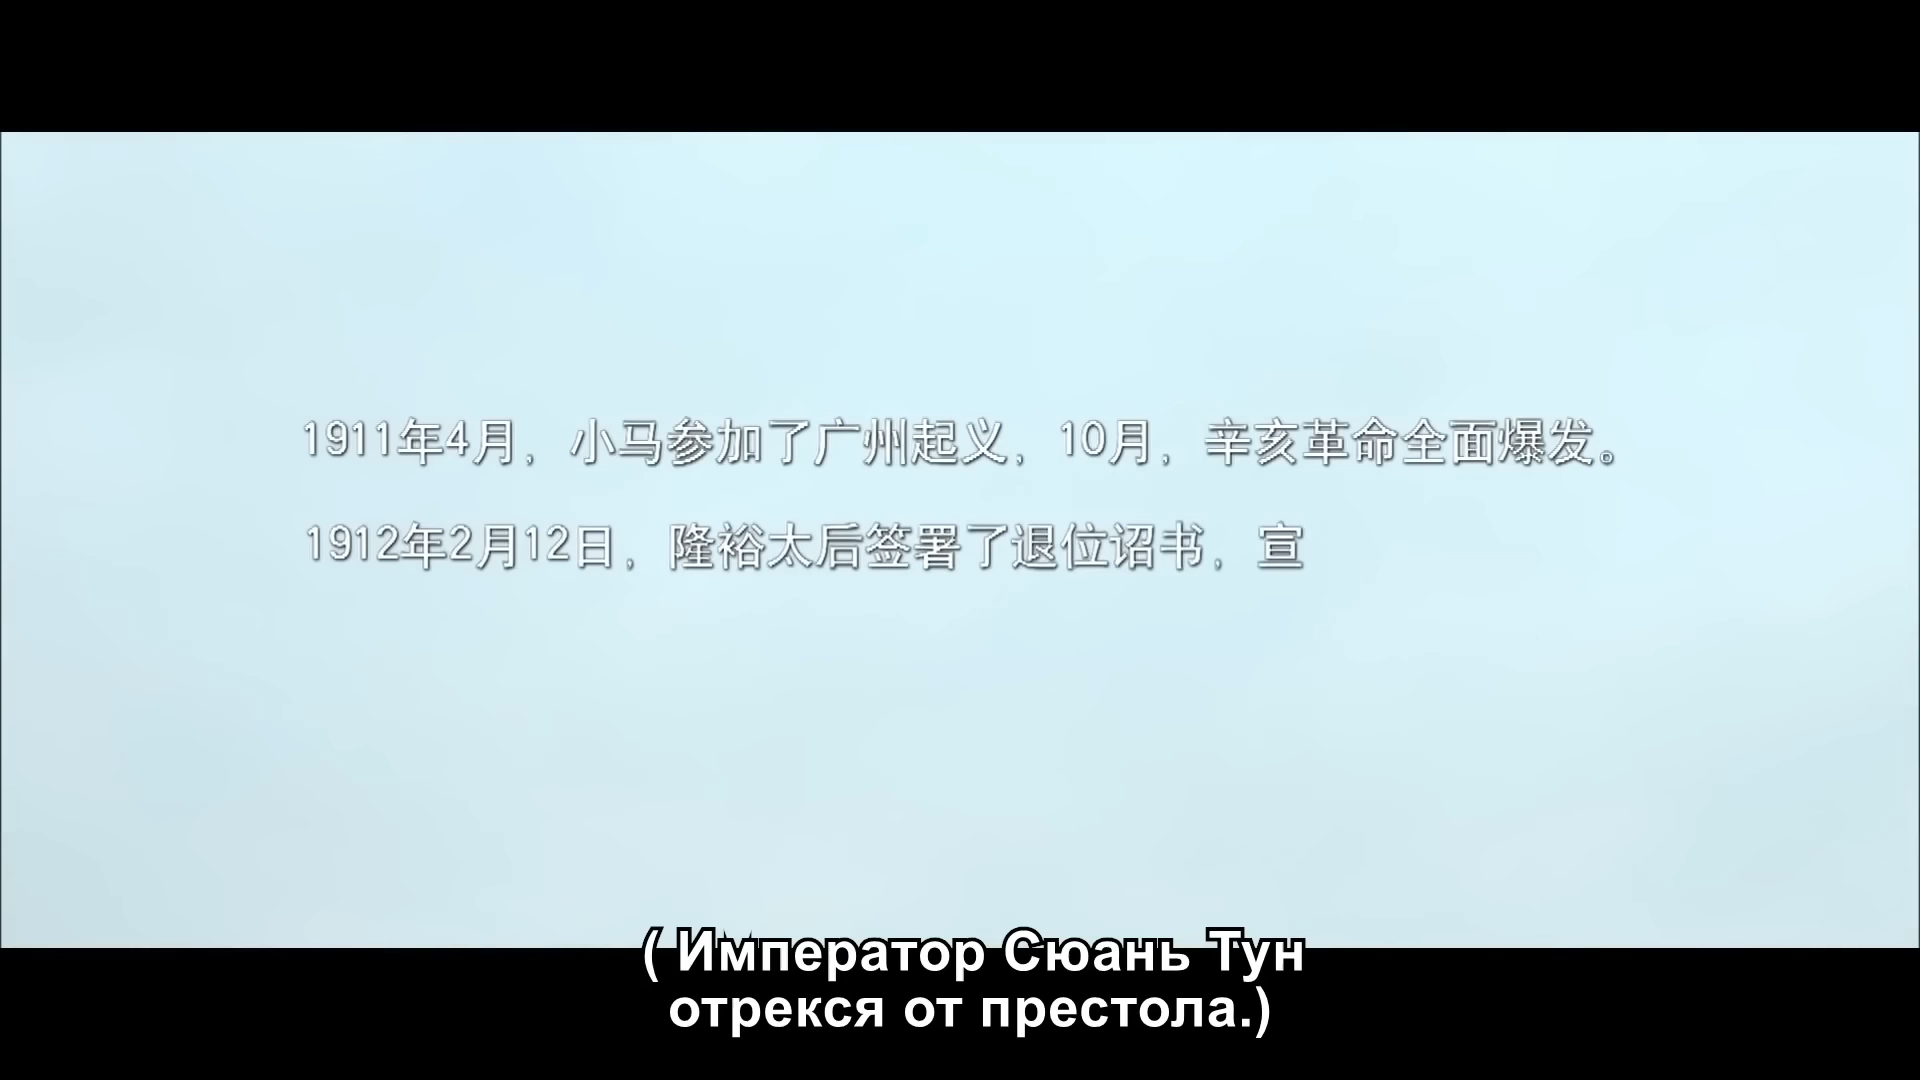 1911年4月，小马参加了广州起义，10月，辛亥革命全面爆发。
1912年2月12日，隆裕太后签署了退位诏书，宣
( Император Сюань Тун
отрекся от престола.)